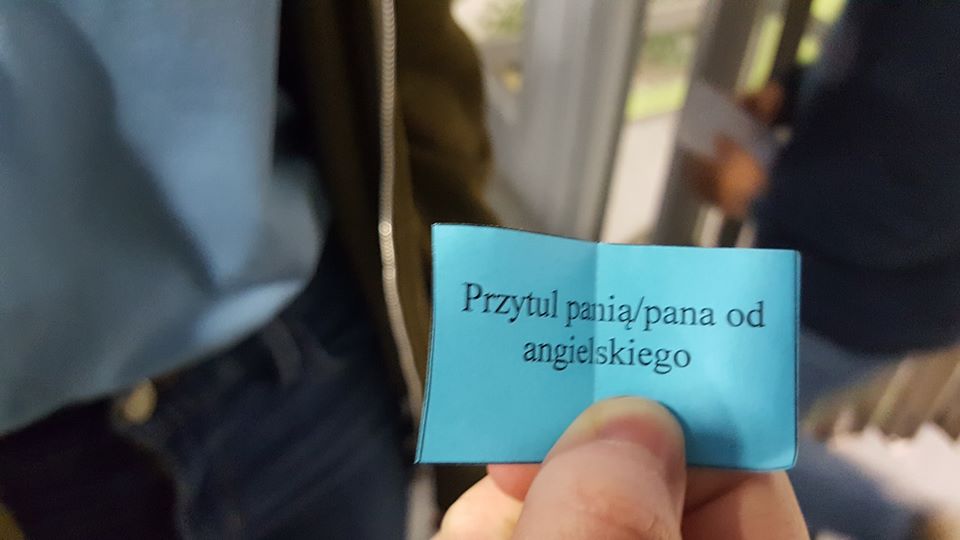 Przytul panią/pana od
angielskiego